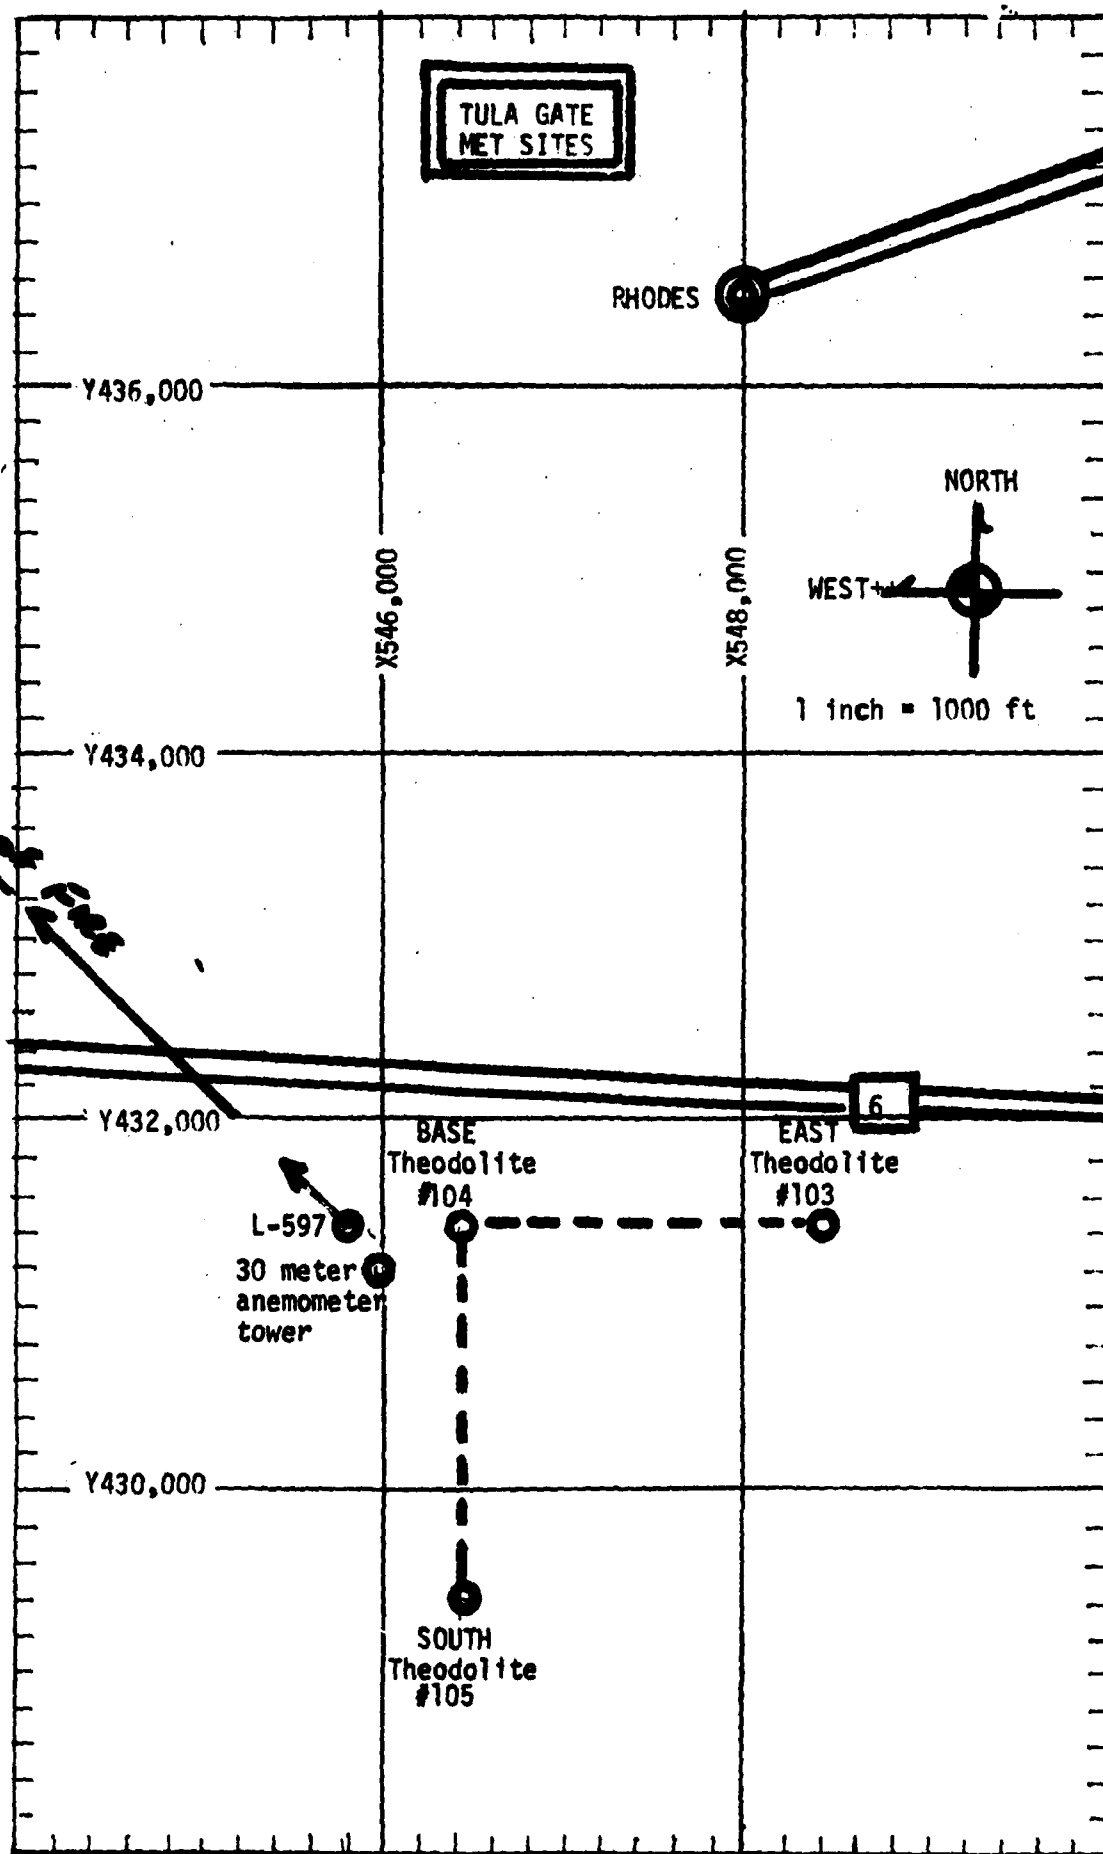 TULA GATE
MET SITES
RHODES
Y436,000
NORTH
X546,000
X548,000
WEST
1 inch = 1000 ft
Y434,000
Y432,000
6
BASE
Theodolite
#104
EAST
Theodolite
#103
L-597
30 meter
anemometer
tower
Y430,000
SOUTH
Theodolite
#105